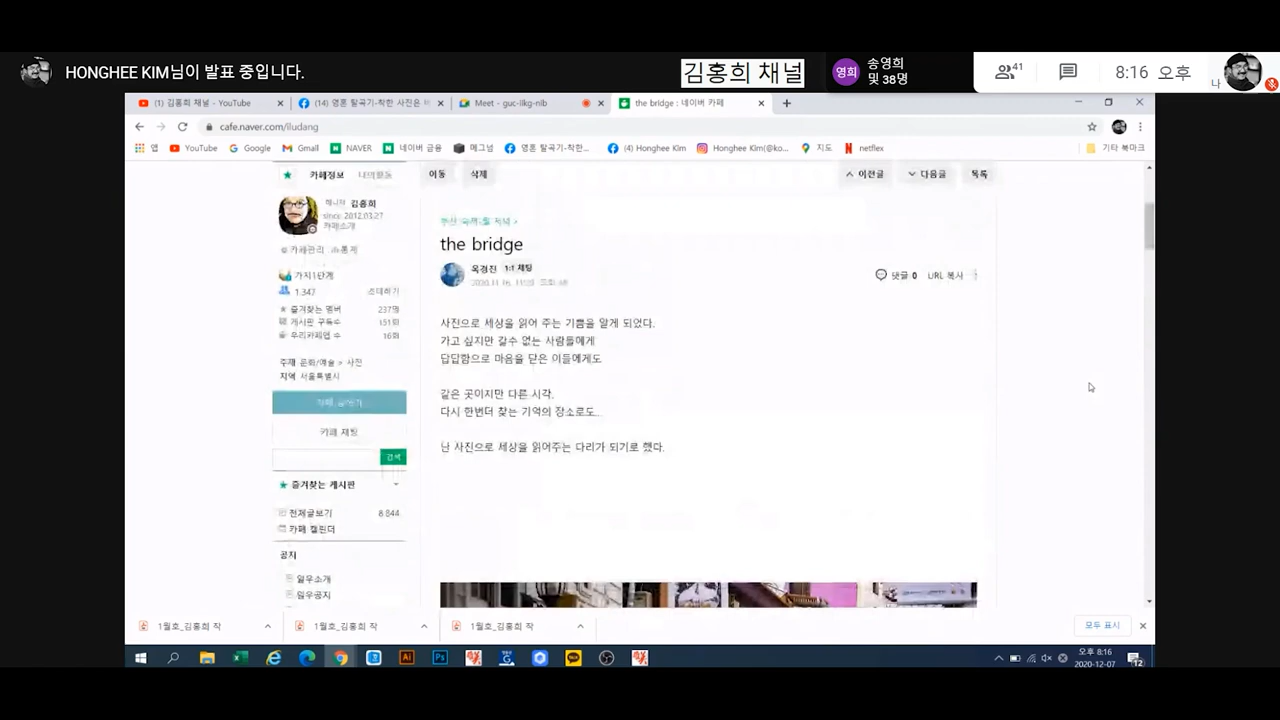 HONGHEE KIM님이 발표 중입니다.
김홍희 채널
영희
송영희
및 38명
41
8:16 오후
나
(1) 김홍희 채널 - YouTube
(14) 영혼 탈곡기-착한 사진은 버
Meet - guc-llkg-nlb
the bridge : 네이버 카페
cafe.naver.com/illudang
앱
YouTube
Google
Gmail
NAVER
네이버 금융
메그넘
영혼 탈곡기-착한...
(4) Honghee Kim
Honghee Kim(@ko...
지도
netflex
기타 북마크
카페정보
나의활동
이동
삭제
이전글
다음글
목록
매니저 김홍희
since 2012.03.27
카페소개
카페관리
통계
가지1단계
1,347
초대하기
즐겨찾는 멤버 237명
게시판 구독수 151회
우리카페앱 수 16회
주제 문화/예술 > 사진
지역 서울특별시
카페 채팅
검색
즐겨찾는 게시판
전체글보기 8,844
카페 캘린더
공지
일우소개
일우공지
the bridge
옥경진 1:1 채팅
댓글 0
URL 복사
사진으로 세상을 읽어 주는 기쁨을 알게 되었다.
가고 싶지만 갈수 없는 사람들에게
답답함으로 마음을 닫은 이들에게도
같은 곳이지만 다른 시각.
다시 한번더 찾는 기억의 장소로도..
난 사진으로 세상을 읽어주는 다리가 되기로 했다.
1월호_김홍희 작
1월호_김홍희 작
1월호_김홍희 작
모두 표시
오후 8:16
2020-12-07
12